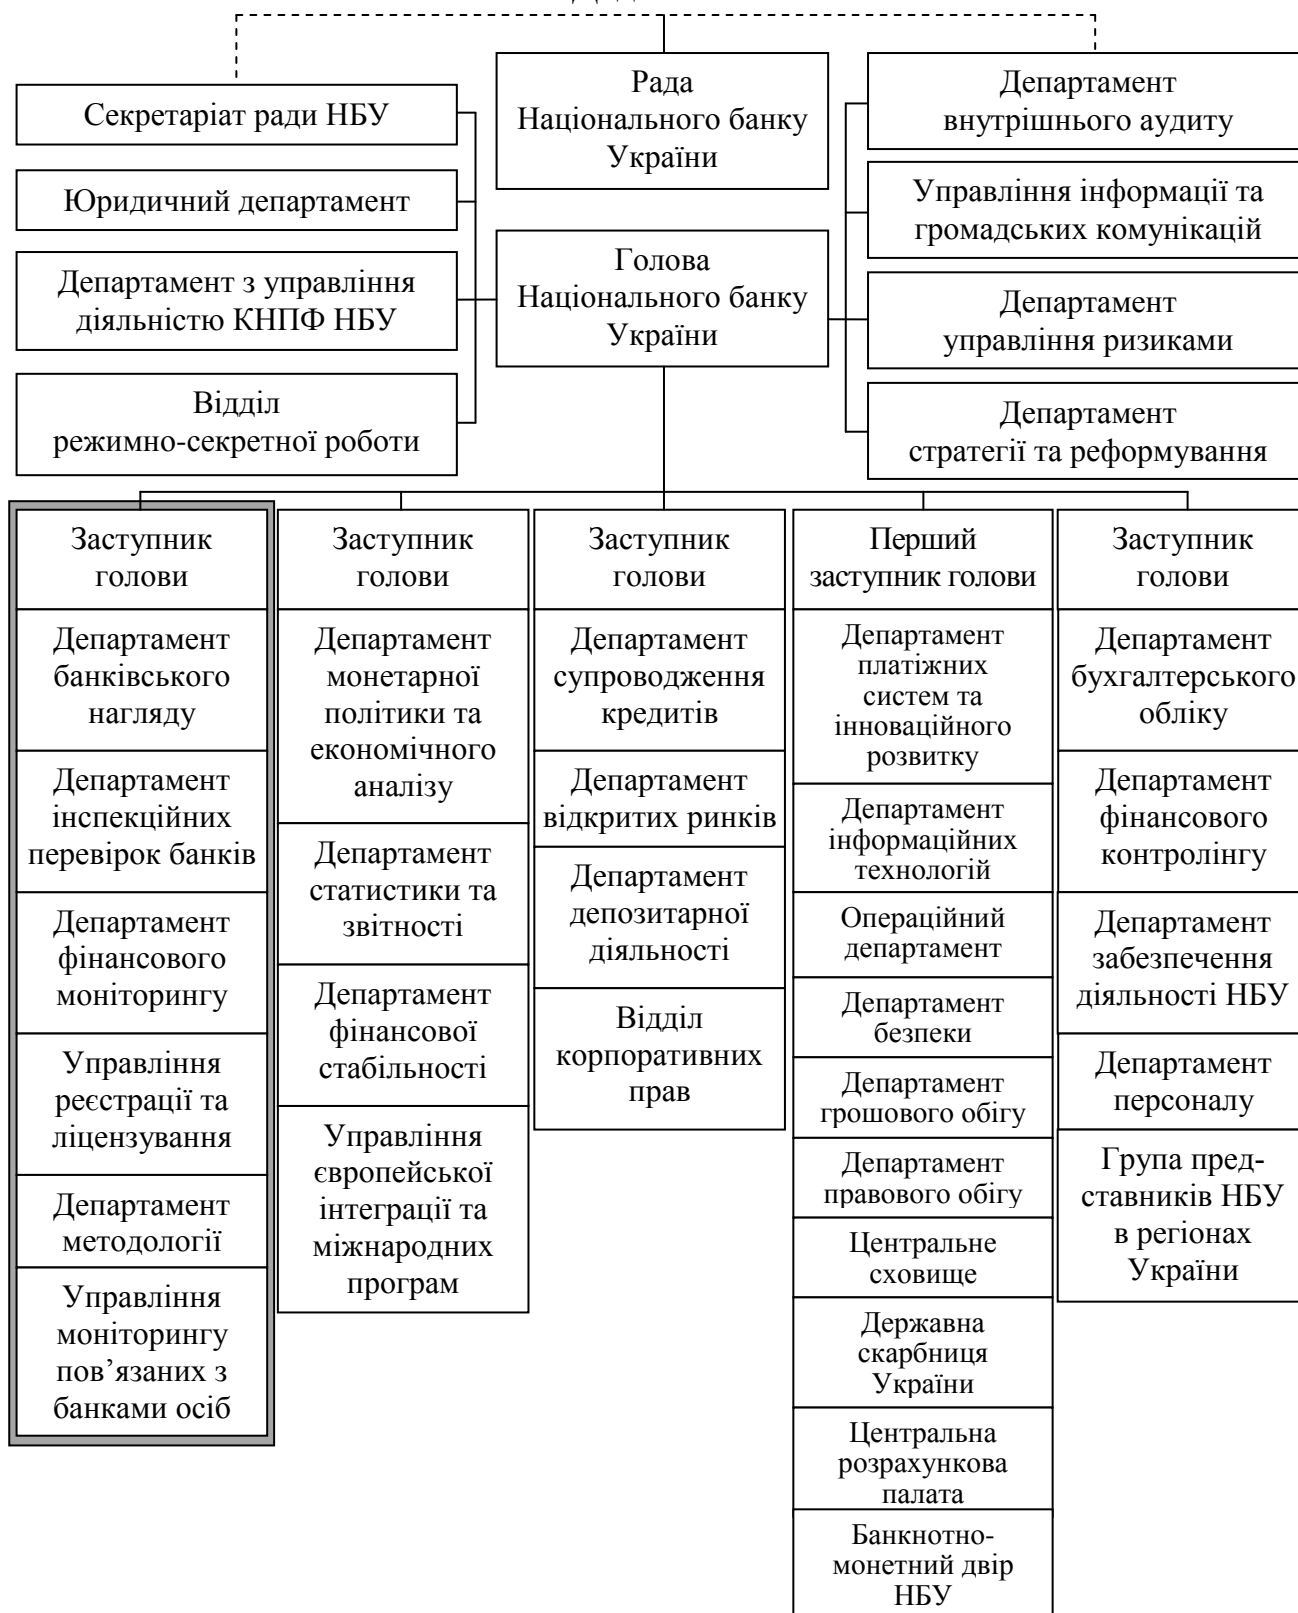 Рада
Національного банку
України
Секретаріат ради НБУ
Юридичний департамент
Департамент з управління
діяльністю КНПФ НБУ
Відділ
режимно-секретної роботи
Голова
Національного банку
України
Департамент
внутрішнього аудиту
Управління інформації та
громадських комунікацій
Департамент
управління ризиками
Департамент
стратегії та реформування
Заступник
голови
Департамент
банківського
нагляду
Департамент
інспекційних
перевірок банків
Департамент
фінансового
моніторингу
Управління
реєстрації та
ліцензування
Департамент
методології
Управління
моніторингу
пов’язаних з
банками осіб
Заступник
голови
Департамент
монетарної
політики та
економічного
аналізу
Департамент
статистики та
звітності
Департамент
фінансової
стабільності
Управління
європейської
інтеграції та
міжнародних
програм
Заступник
голови
Департамент
супроводження
кредитів
Департамент
відкритих ринків
Департамент
депозитарної
діяльності
Відділ
корпоративних
прав
Перший
заступник голови
Департамент
платіжних
систем та
інноваційного
розвитку
Департамент
інформаційних
технологій
Операційний
департамент
Департамент
безпеки
Департамент
грошового обігу
Департамент
правового обігу
Центральне
сховище
Державна
скарбниця
України
Центральна
розрахункова
палата
Банкнотно-
монетний двір
НБУ
Заступник
голови
Департамент
бухгалтерського
обліку
Департамент
фінансового
контролінгу
Департамент
забезпечення
діяльності НБУ
Департамент
персоналу
Група пред-
ставників НБУ
в регіонах
України